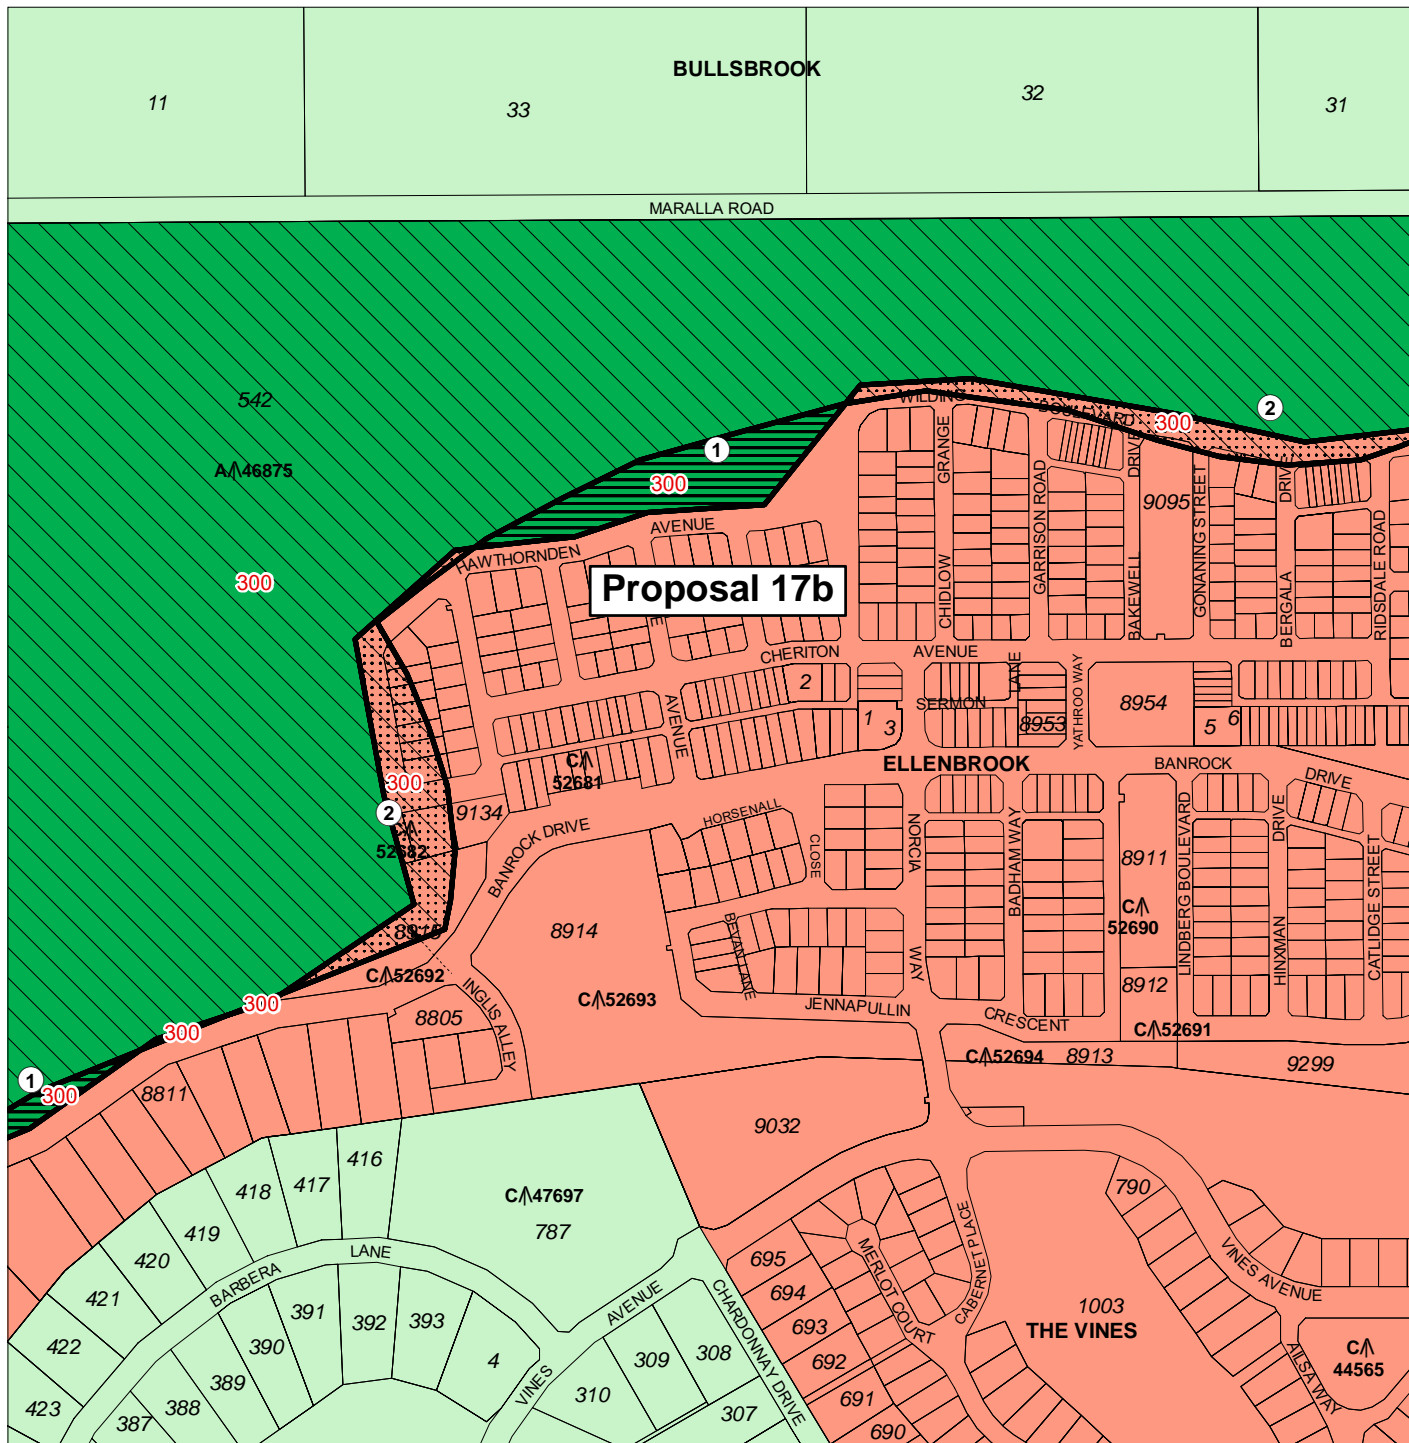 BULLSBROOK
11
33
32
31
MARALLA ROAD
542
A 46875
300
1
300
2
300
WILDING
BOULEVARD
GRANGE
CHIDLOW
GARRISON ROAD
DRIVE
BAKEWELL
9095
GONANING STREET
DRIVE
BERGALA
RIDSDALE ROAD
HAWTHORNDEN
AVENUE
Proposal 17b
CHERITON
AVENUE
2
AVENUE
1
3
SERMON
LANE
8953
YATHROO WAY
8954
5
6
C
52681
ELLENBROOK
BANROCK
DRIVE
300
2
52682
9134
BANROCK DRIVE
HORSENALL
CLOSE
NORCIA
WAY
BADHAM WAY
8911
C
52690
LINDBERG BOULEVARD
DRIVE
HINXMAN
CATLIDGE STREET
8914
BEVAN LANE
C 52692
C 52693
INGLIS ALLEY
8805
JENNAPULLIN
CRESCENT
8912
C 52691
C 52694
8913
9299
300
300
1
300
8811
9032
416
417
418
419
420
421
422
423
C 47697
787
BARBERA
LANE
387
388
389
390
391
392
393
4
VINES
AVENUE
310
309
308
307
CHARDONNAY DRIVE
695
694
693
692
691
690
MERLOT COURT
CABERNET PLACE
790
1003
THE VINES
VINES AVENUE
AILSA WAY
C
44565